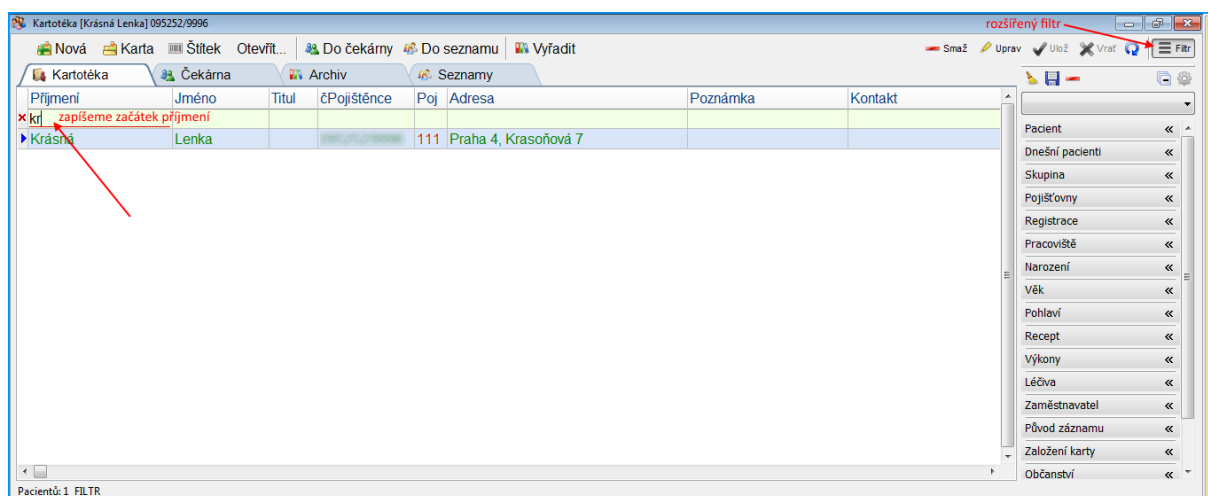 Kartotéka [Krásná Lenka] 095252/9996
rozšířený filtr
Nová Karta Štítek Otevřít... Do čekárny Do seznamu Vyřadit Smaž Uprav Ulož Vrať Filtr
Kartotéka Čekárna Archiv Seznamy
Příjmení Jméno Titul čPojištěnce Poj Adresa Poznámka Kontakt
kr zapíšeme začátek příjmení
Krásná Lenka 111 Praha 4, Krasoňová 7
Pacient
Dnešní pacienti
Skupina
Pojišťovny
Registrace
Pracoviště
Narození
Věk
Pohlaví
Recept
Výkony
Léčiva
Zaměstnavatel
Původ záznamu
Založení karty
Občanství
Pacientů: 1 FILTR